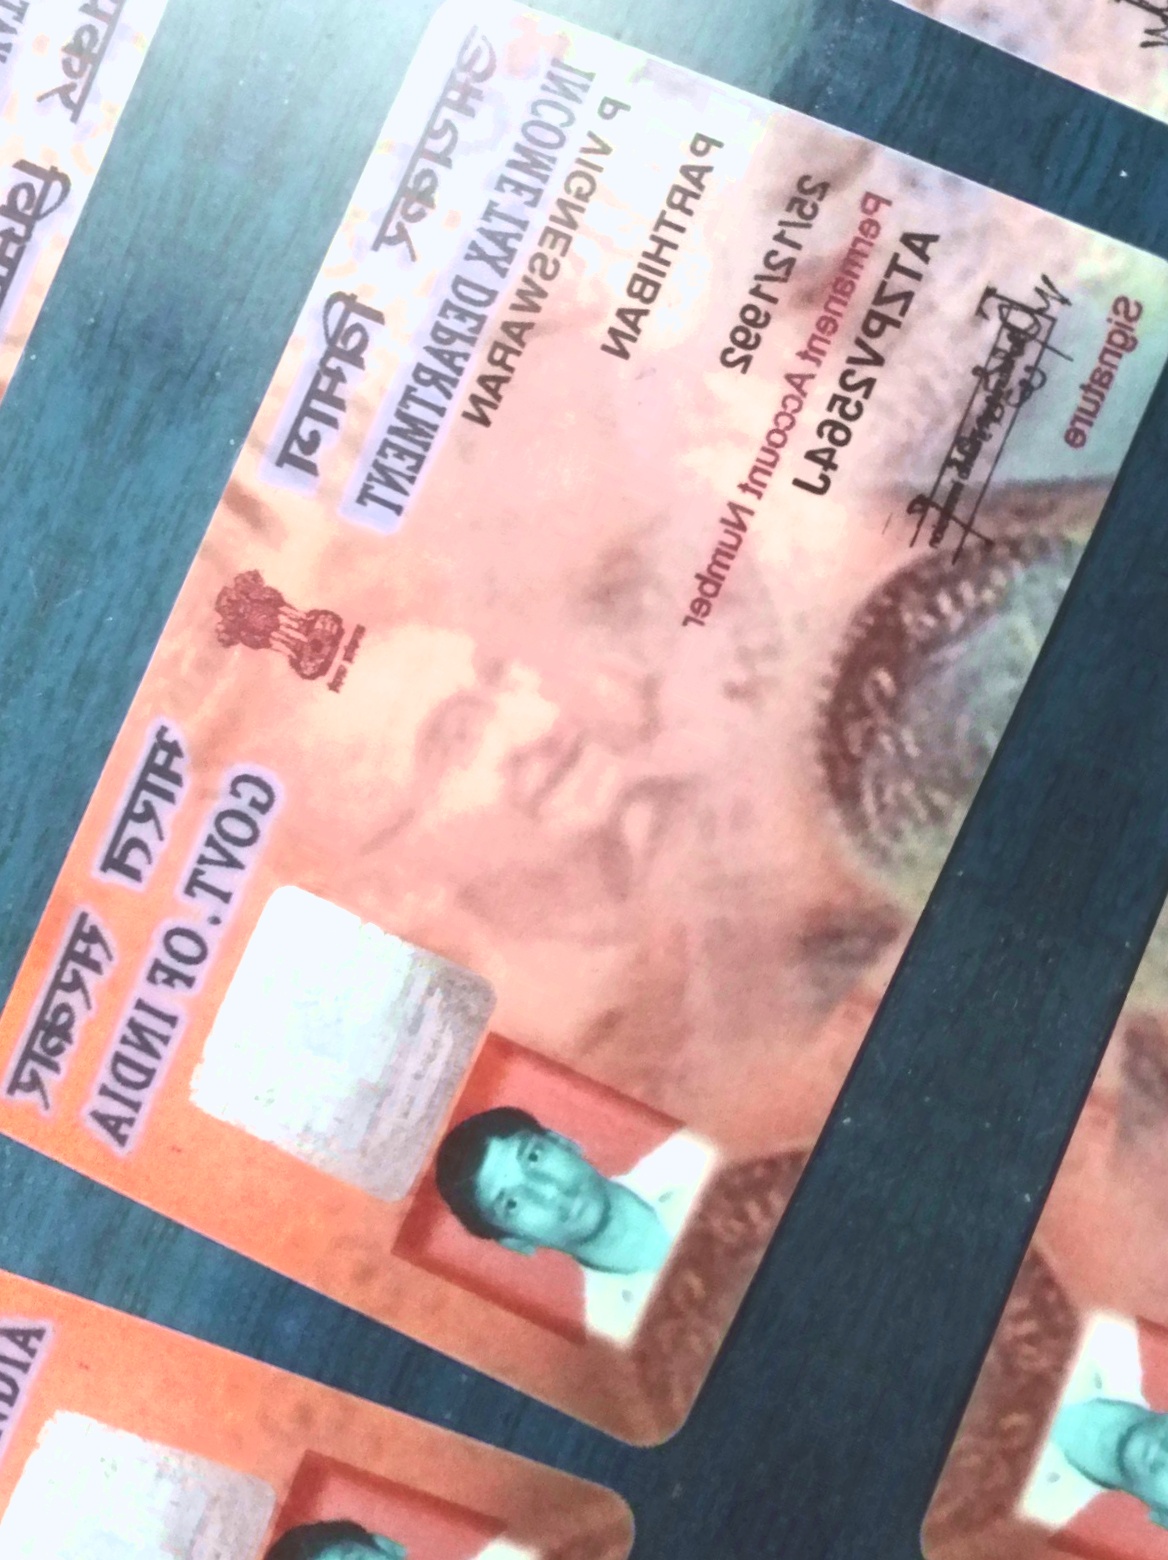 आयकर विभाग
INCOME TAX DEPARTMENT
भारत सरकार
GOVT. OF INDIA
P VIGNESWARAN
PARTHIBAN
25/12/1992
Permanent Account Number
ATZPV2564J
Signature